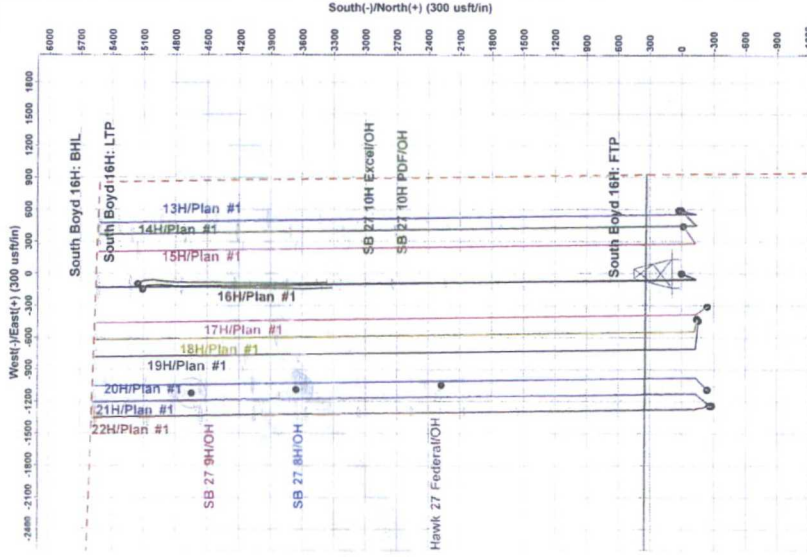 South(-)/North(+) (300 usft/in)
6000
5700
5400
5100
4800
4500
4200
3900
3600
3300
3000
2700
2400
2100
1800
1500
1200
900
600
300
0
-300
-600
-900
West(-)/East(+) (300 usft/in)
1800
1500
1200
900
600
300
0
-300
-600
-900
-1200
-1500
-1800
-2100
-2400
South Boyd 16H: BHL
South Boyd 16H: LTP
SB 27 10H Excel/OH
SB 27 10H PDF/OH
South Boyd 16H: FTP
13H/Plan #1
14H/Plan #1
15H/Plan #1
16H/Plan #1
17H/Plan #1
18H/Plan #1
19H/Plan #1
20H/Plan #1
21H/Plan #1
22H/Plan #1
SB 27 9H/OH
SB 27 8H/OH
Hawk 27 Federal/OH